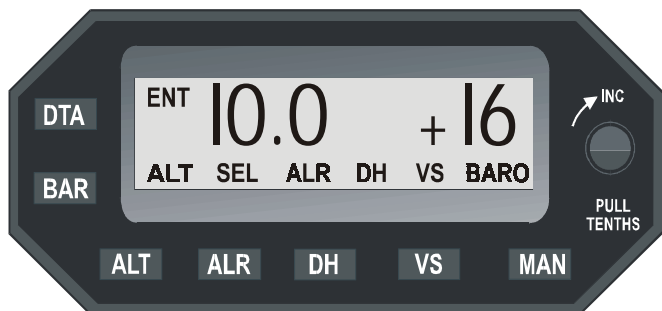 INC
DTA
ENT 10.0 +16
ALT SEL ALR DH VS BARO
BAR
PULL
TENTHS
ALT ALR DH VS MAN